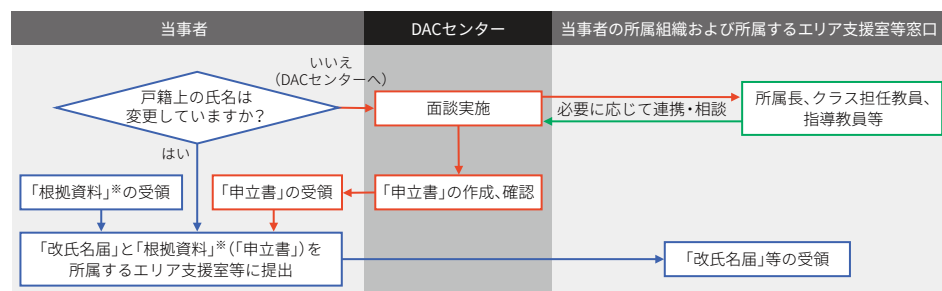 当事者
DACセンター
当事者の所属組織および所属するエリア支援室等窓口
いいえ
（DACセンターへ）
戸籍上の氏名は
変更していますか？
面談実施
必要に応じて連携・相談
所属長、クラス担任教員、
指導教員等
はい
「根拠資料」※の受領
「申立書」の受領
「申立書」の作成、確認
「改氏名届」と「根拠資料」※（「申立書」）を
所属するエリア支援室等に提出
「改氏名届」等の受領